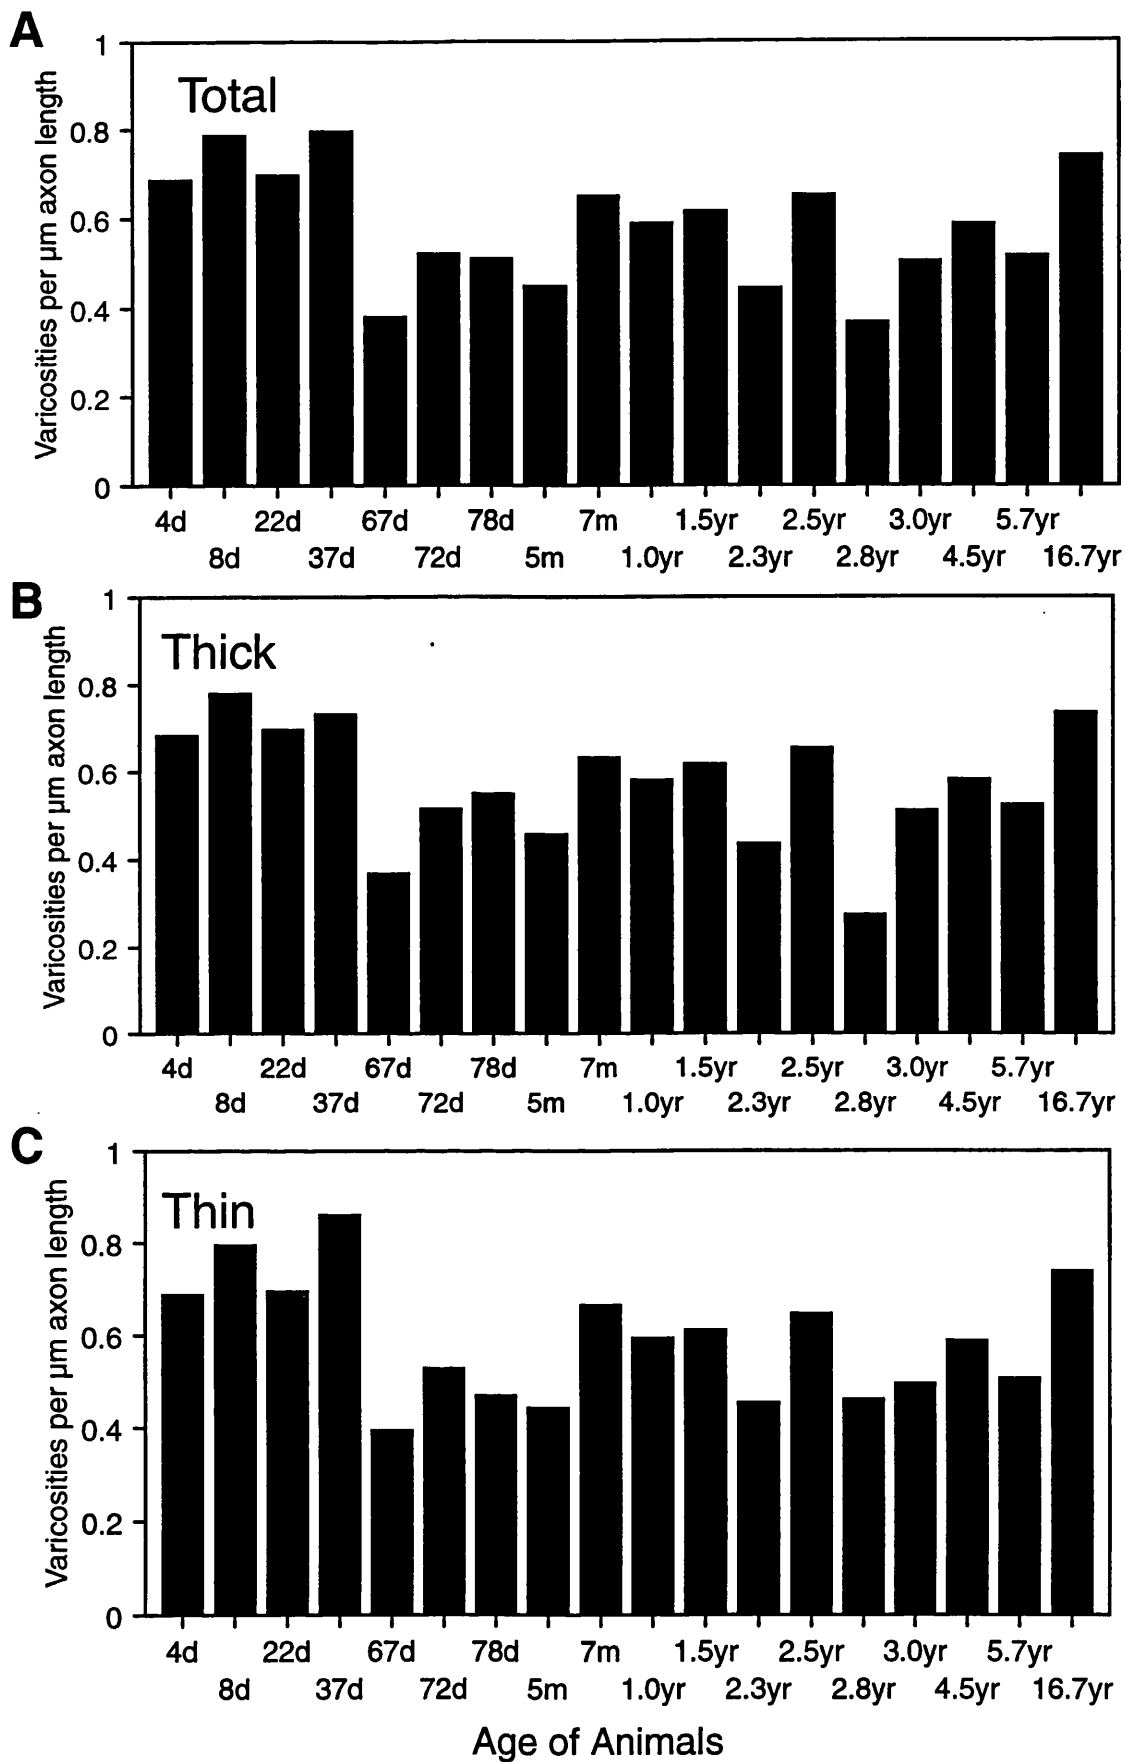 A
Total
Varicosities per µm axon length
1
0.8
0.6
0.4
0.2
0
4d 22d 67d 78d 7m 1.5yr 2.5yr 3.0yr 5.7yr
8d 37d 72d 5m 1.0yr 2.3yr 2.8yr 4.5yr 16.7yr
B
Thick
Varicosities per µm axon length
1
0.8
0.6
0.4
0.2
0
4d 22d 67d 78d 7m 1.5yr 2.5yr 3.0yr 5.7yr
8d 37d 72d 5m 1.0yr 2.3yr 2.8yr 4.5yr 16.7yr
C
Thin
Varicosities per µm axon length
1
0.8
0.6
0.4
0.2
0
4d 22d 67d 78d 7m 1.5yr 2.5yr 3.0yr 5.7yr
8d 37d 72d 5m 1.0yr 2.3yr 2.8yr 4.5yr 16.7yr
Age of Animals